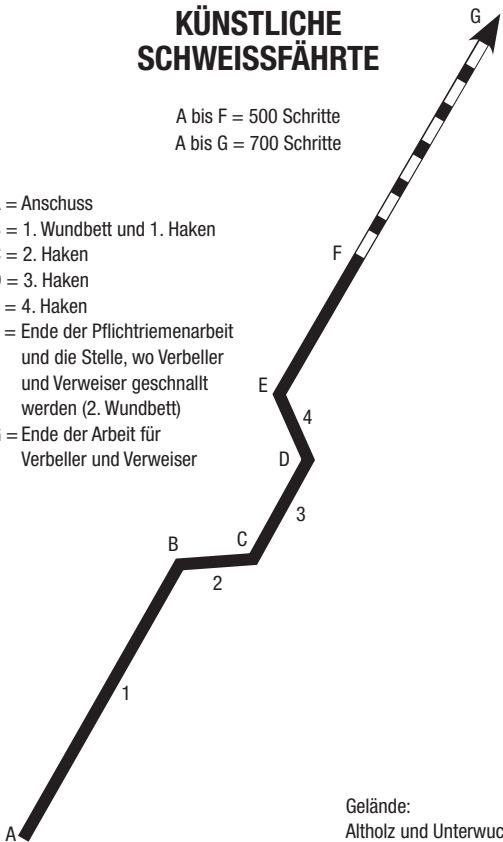 KÜNSTLICHE
SCHWEISSFÄHRTE
G
A bis F = 500 Schritte
A bis G = 700 Schritte
= Anschuss
= 1. Wundbett und 1. Haken
= 2. Haken
= 3. Haken
= 4. Haken
= Ende der Pflichtriemenarbeit
und die Stelle, wo Verbeller
und Verweiser geschnallt
werden (2. Wundbett)
= Ende der Arbeit für
Verbeller und Verweiser
F
E
4
D
3
C
B
2
1
A
Gelände:
Altholz und